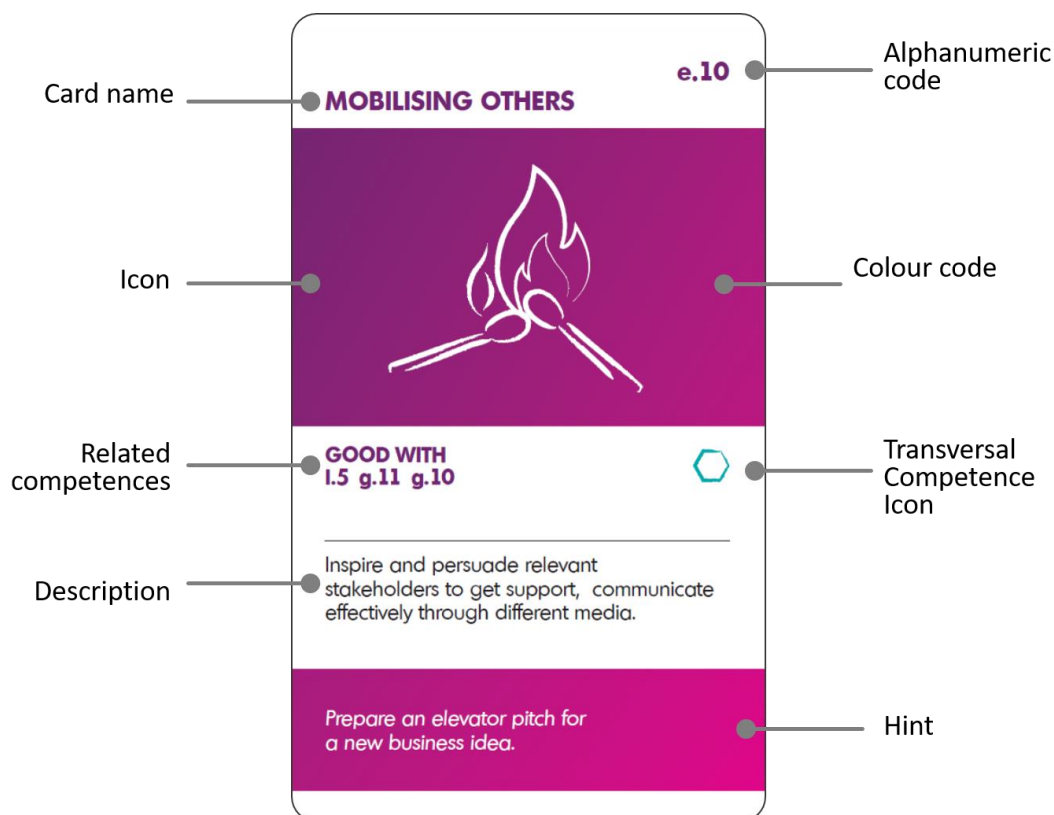 Alphanumeric
code
e.10
Card name
MOBILISING OTHERS
Icon
Colour code
Related
competences
GOOD WITH
l.5 g.11 g.10
Transversal
Competence
Icon
Description
Inspire and persuade relevant
stakeholders to get support, communicate
effectively through different media.
Prepare an elevator pitch for
a new business idea.
Hint